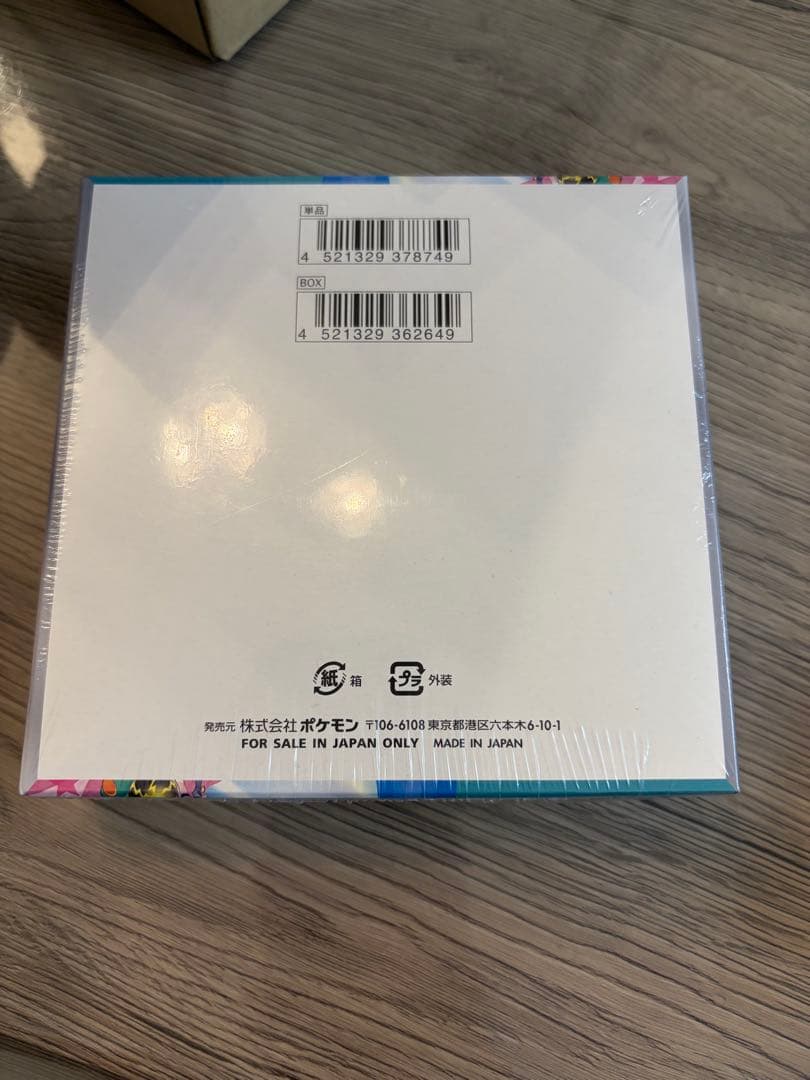 単品
4 521329 378749
BOX
4 521329 362649
紙 箱 プラ 外装
発売元 株式会社ポケモン 〒106-6108 東京都港区六本木6-10-1
FOR SALE IN JAPAN ONLY MADE IN JAPAN